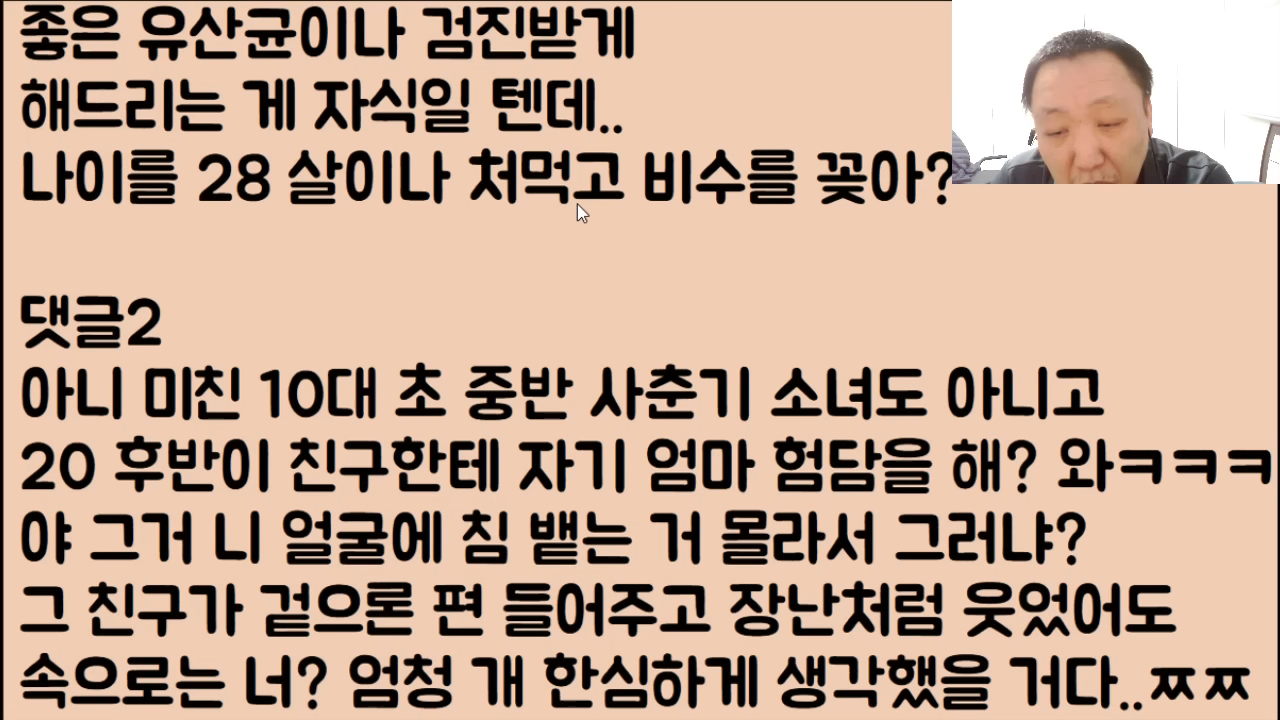 좋은 유산균이나 검진받게
해드리는 게 자식일 텐데..
나이를 28 살이나 처먹고 비수를 꽂아?
댓글2
아니 미친 10대 초 중반 사춘기 소녀도 아니고
20 후반이 친구한테 자기 엄마 험담을 해? 와ㅋㅋㅋ
야 그거 니 얼굴에 침 뱉는 거 몰라서 그러냐?
그 친구가 겉으론 편 들어주고 장난처럼 웃었어도
속으로는 너? 엄청 개 한심하게 생각했을 거다..ㅉㅉ